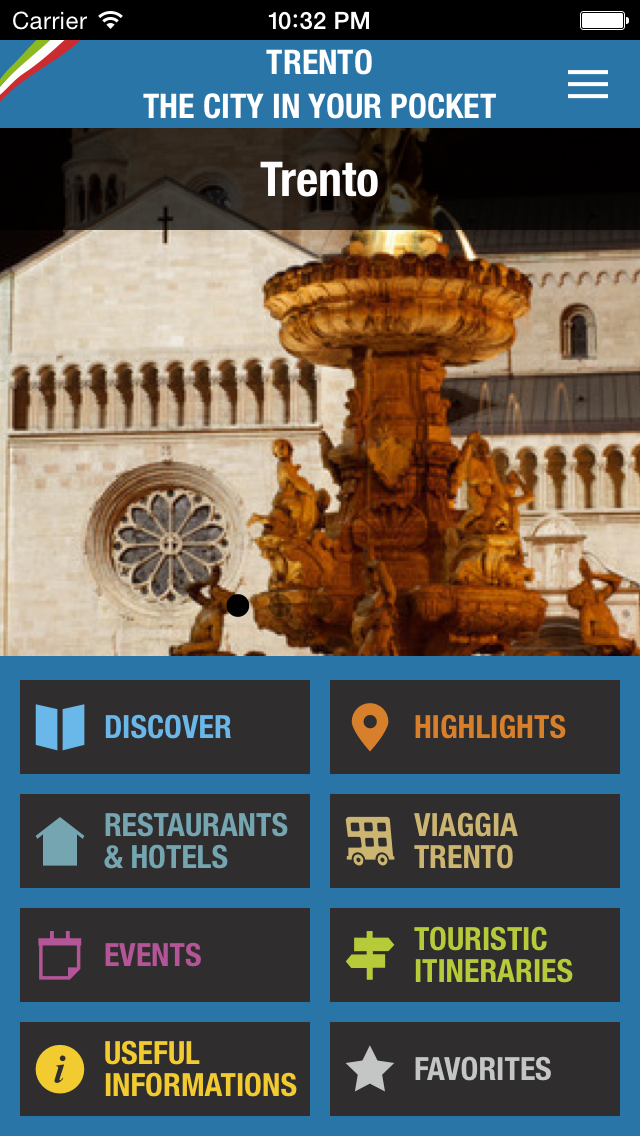 Carrier 10:32 PM
TRENTO
THE CITY IN YOUR POCKET
Trento
DISCOVER
HIGHLIGHTS
RESTAURANTS
& HOTELS
VIAGGIA
TRENTO
EVENTS
TOURISTIC
ITINERARIES
USEFUL
INFORMATIONS
FAVORITES